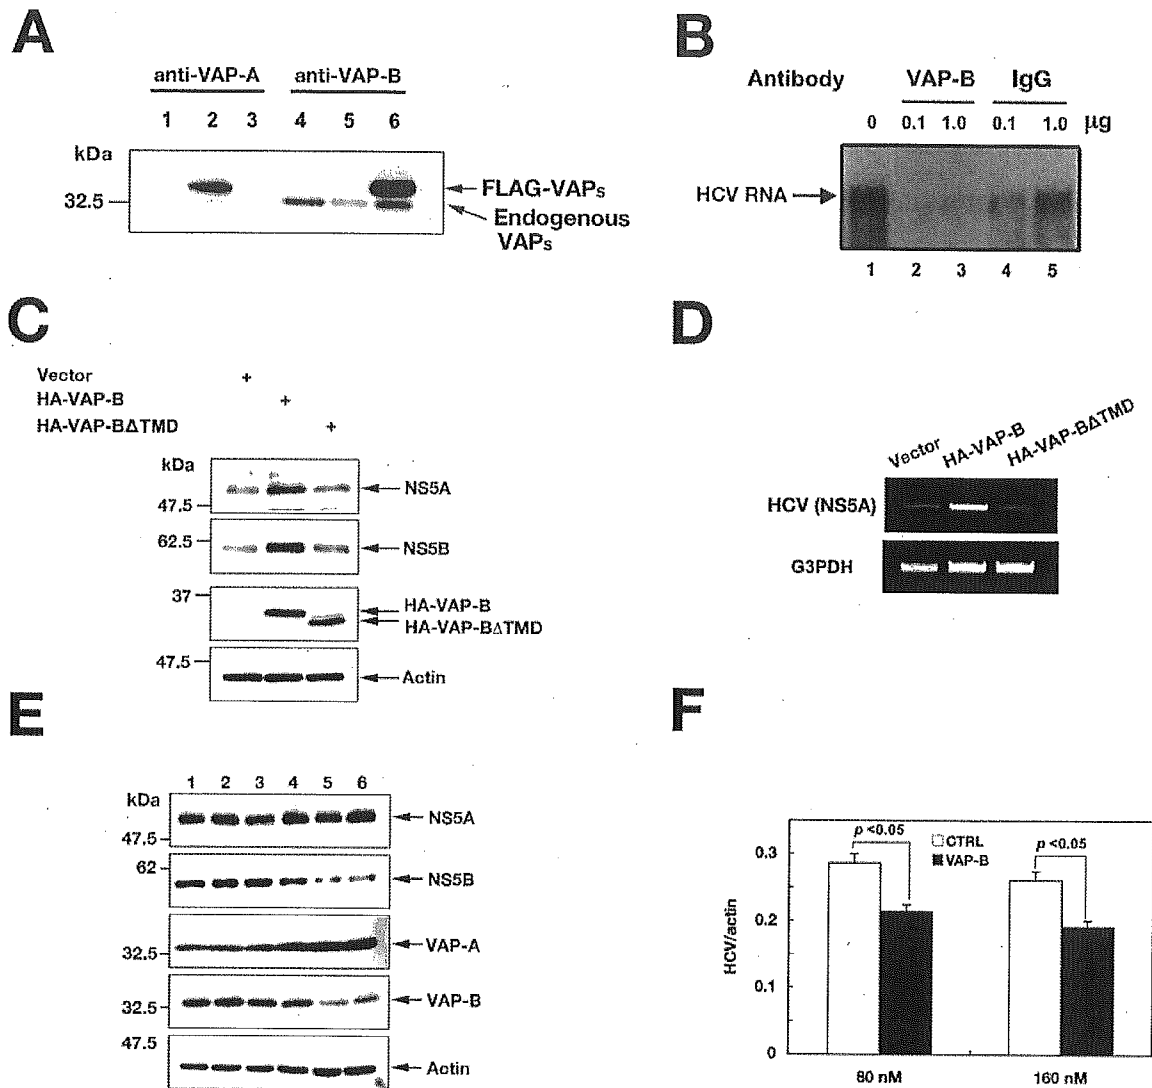 A
anti-VAP-A anti-VAP-B
1 2 3 4 5 6
kDa
32.5
FLAG-VAPs
Endogenous
VAPs
B
Antibody VAP-B IgG
0 0.1 1.0 0.1 1.0 μg
HCV RNA
1 2 3 4 5
C
Vector +
HA-VAP-B +
HA-VAP-BΔTMD +
kDa
47.5
NS5A
62.5
NS5B
37
HA-VAP-B
HA-VAP-BΔTMD
47.5
Actin
D
Vector HA-VAP-B HA-VAP-BΔTMD
HCV (NS5A)
G3PDH
E
1 2 3 4 5 6
kDa
47.5
NS5A
62
NS5B
32.5
VAP-A
32.5
VAP-B
47.5
Actin
F
p <0.05 p <0.05
CTRL
VAP-B
HCV/actin
0.3
0.2
0.1
0
80 nM 160 nM